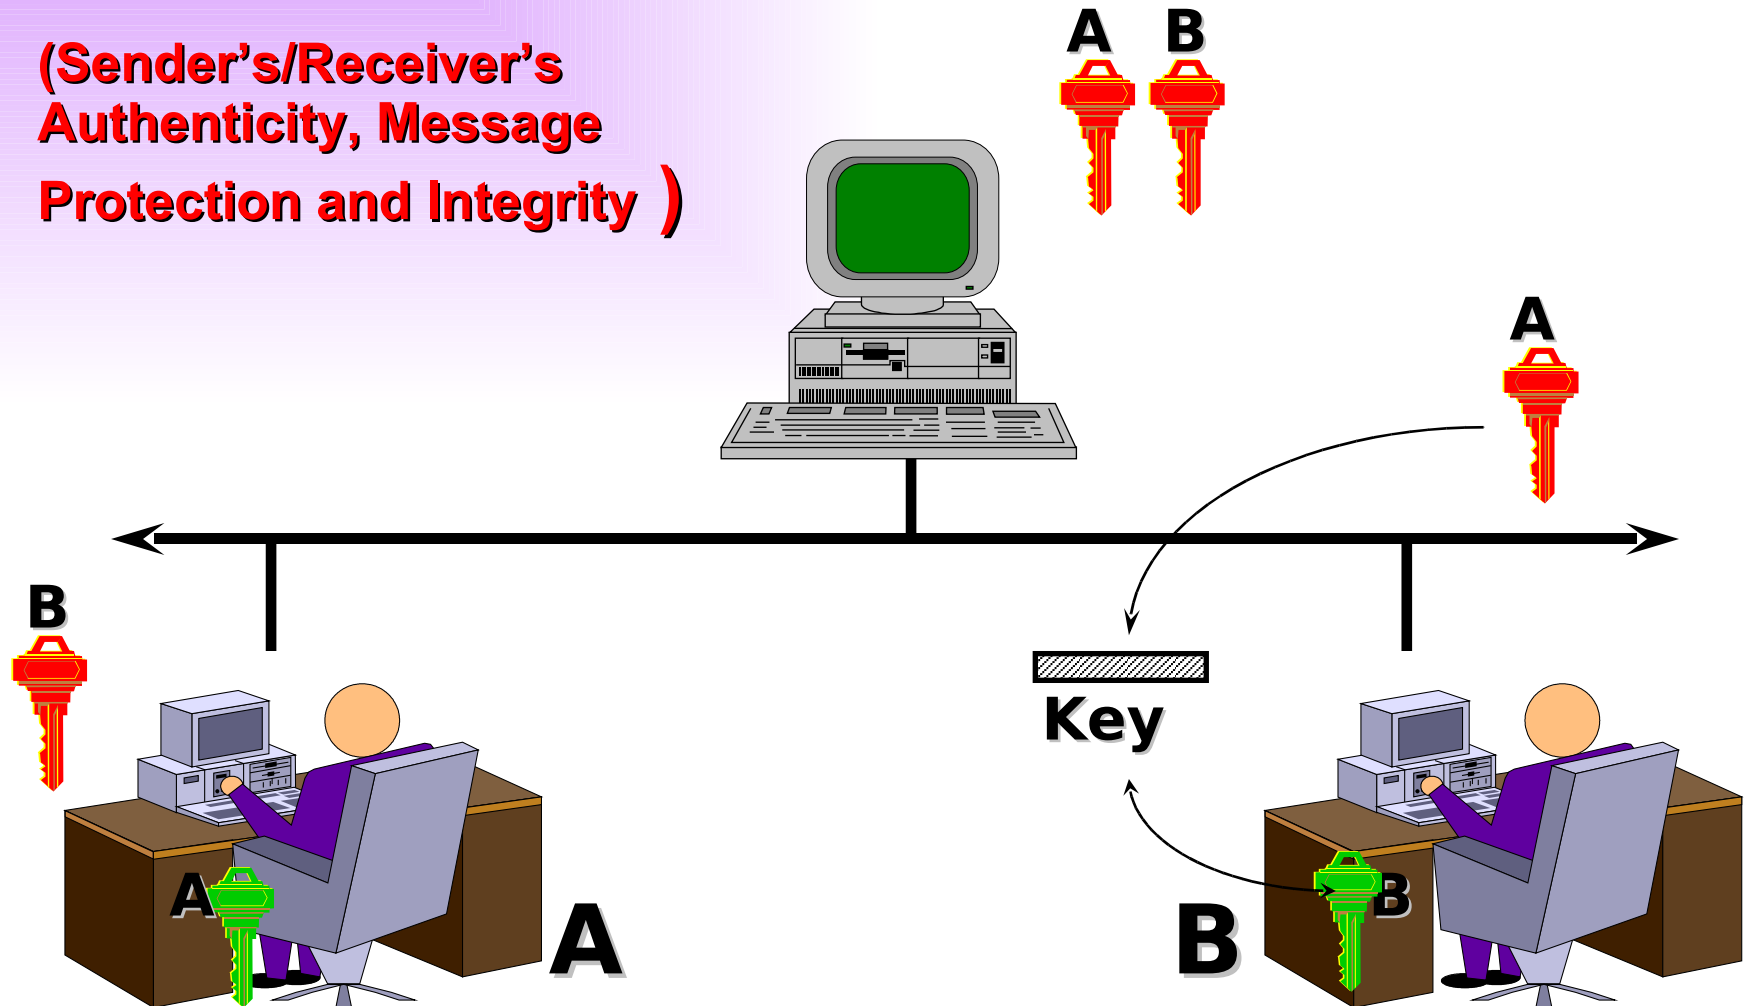 (Sender’s/Receiver’s
Authenticity, Message
Protection and Integrity )
A B
A
B
Key
A
B
A
B